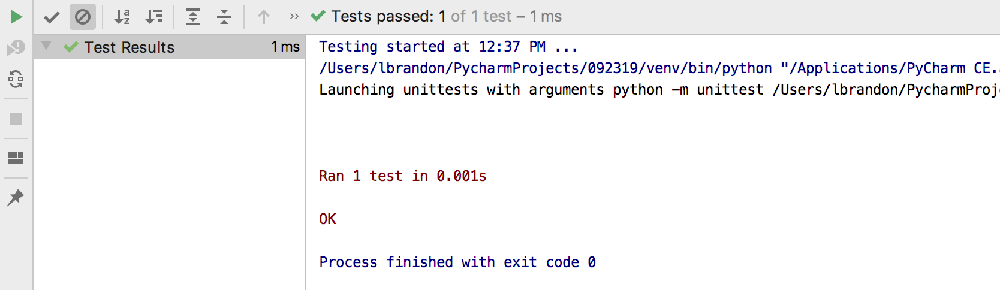 Tests passed: 1 of 1 test – 1 ms
Test Results 1 ms
Testing started at 12:37 PM ...
/Users/lbrandon/PycharmProjects/092319/venv/bin/python "/Applications/PyCharm CE.
Launching unittests with arguments python -m unittest /Users/lbrandon/PycharmProj
Ran 1 test in 0.001s
OK
Process finished with exit code 0